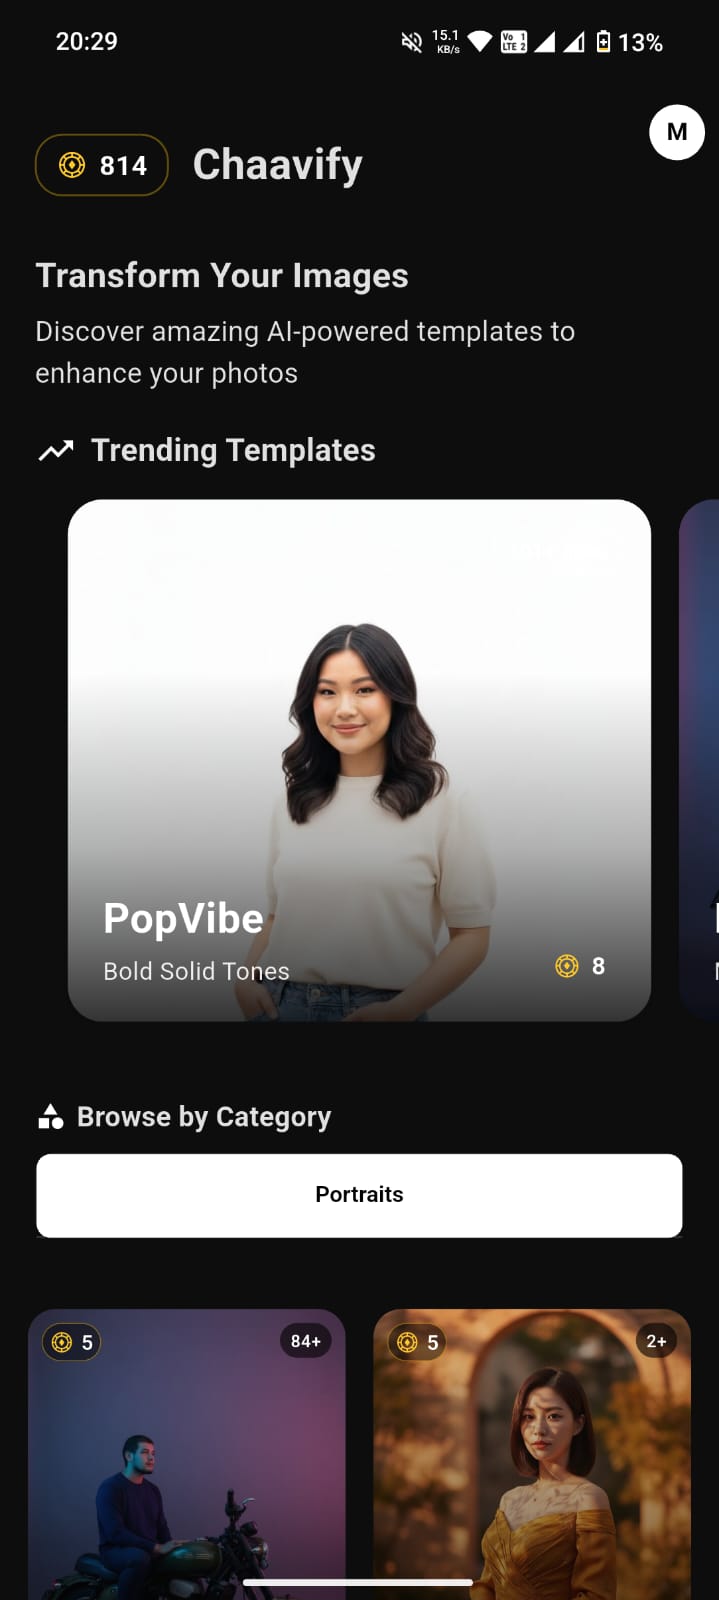 20:29
15.1
KB/s
Vo 1
LTE 2
13%
M
814
Chaavify
Transform Your Images
Discover amazing AI-powered templates to
enhance your photos
Trending Templates
PopVibe
Bold Solid Tones
8
Browse by Category
Portraits
5
84+
5
2+